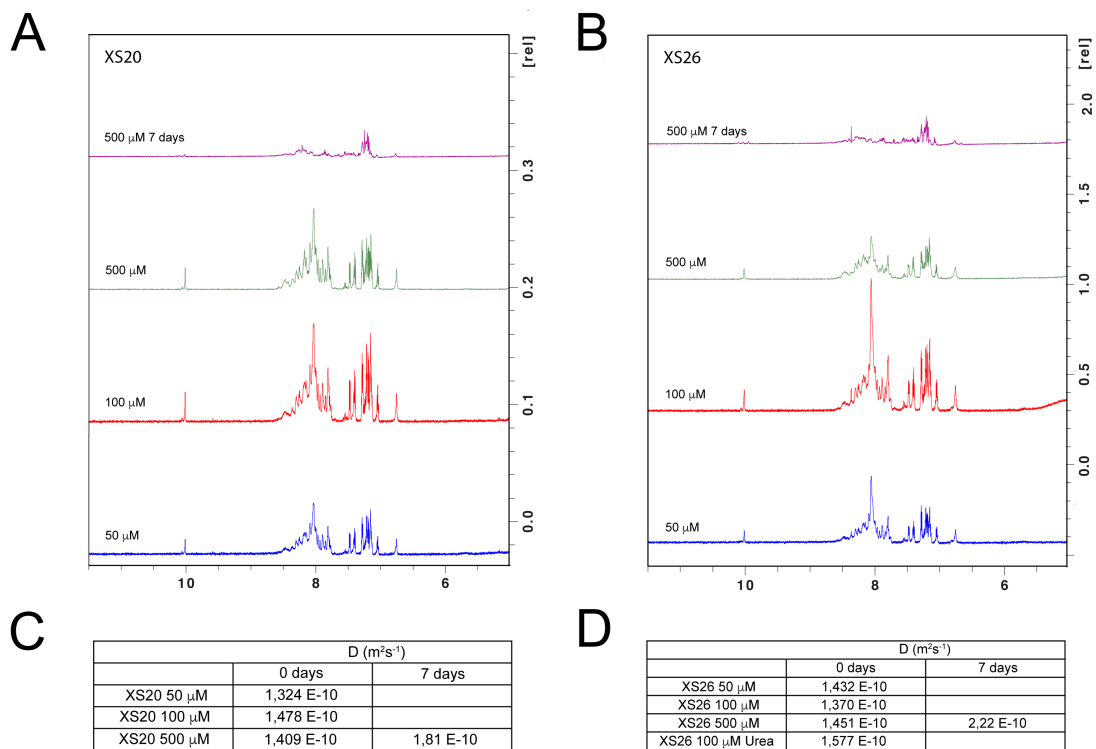 A
XS20
[rel]
500 μM 7 days
0.3
500 μM
0.2
100 μM
0.1
50 μM
0.0
10 8 6
B
XS26
[rel]
2.0
500 μM 7 days
1.5
500 μM
1.0
100 μM
0.5
0.0
50 μM
10 8 6
C
D (m²s⁻¹)
0 days 7 days
XS20 50 μM 1,324 E-10
XS20 100 μM 1,478 E-10
XS20 500 μM 1,409 E-10 1,81 E-10
D
D (m²s⁻¹)
0 days 7 days
XS26 50 μM 1,432 E-10
XS26 100 μM 1,370 E-10
XS26 500 μM 1,451 E-10 2,22 E-10
XS26 100 μM Urea 1,577 E-10